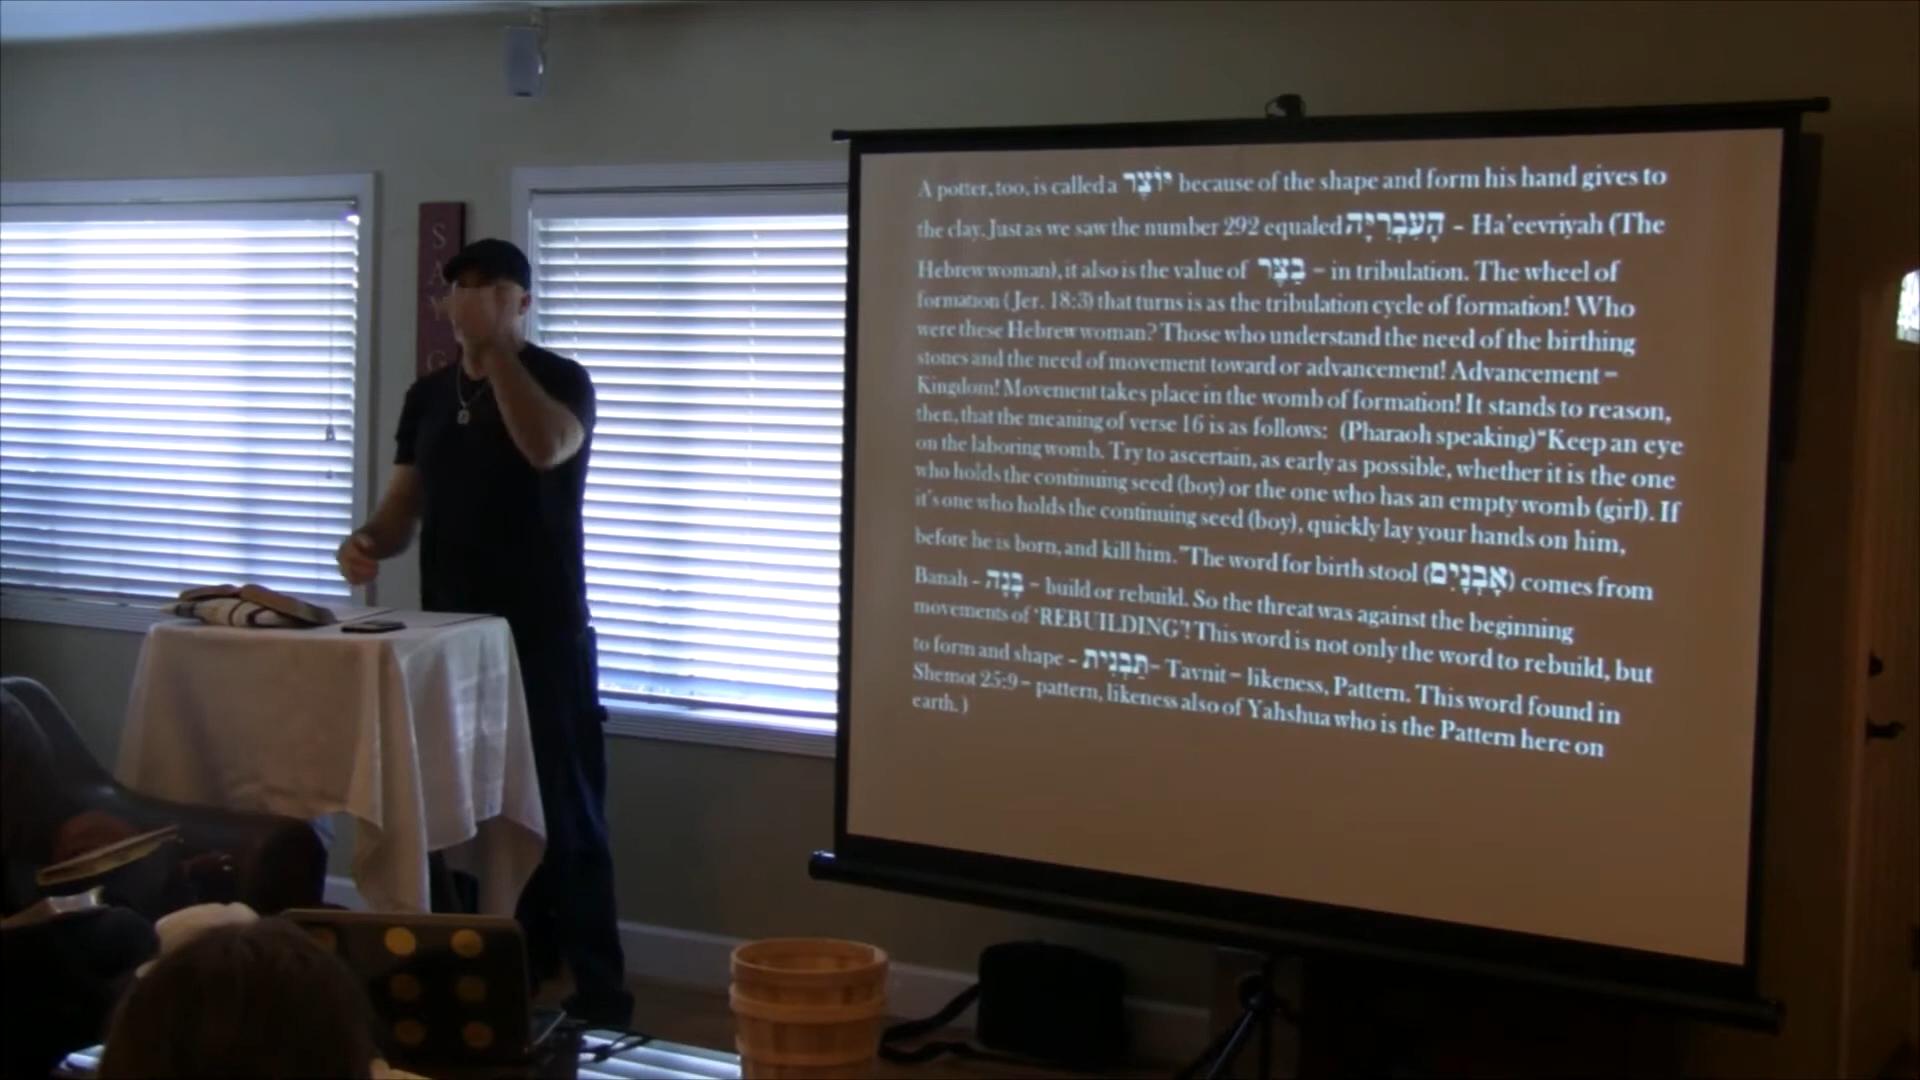 S
A
Y
G
A potter, too, is called a יוֹצֶר because of the shape and form his hand gives to
the clay. Just as we saw the number 292 equaled הָעִבְרִיָּה - Ha'eevriyah (The
Hebrew woman), it also is the value of בַּצֶר - in tribulation. The wheel of
formation (Jer. 18:3) that turns is as the tribulation cycle of formation! Who
were these Hebrew woman? Those who understand the need of the birthing
stones and the need of movement toward or advancement! Advancement –
Kingdom! Movement takes place in the womb of formation! It stands to reason,
then, that the meaning of verse 16 is as follows: (Pharaoh speaking)"Keep an eye
on the laboring womb. Try to ascertain, as early as possible, whether it is the one
who holds the continuing seed (boy) or the one who has an empty womb (girl). If
it's one who holds the continuing seed (boy), quickly lay your hands on him,
before he is born, and kill him."The word for birth stool (אָבְנָיִם) comes from
Banah - בָּנָה – build or rebuild. So the threat was against the beginning
movements of 'REBUILDING'! This word is not only the word to rebuild, but
to form and shape - תַּבְנִית– Tavnit – likeness, Pattern. This word found in
Shemot 25:9 – pattern, likeness also of Yahshua who is the Pattern here on
earth. )